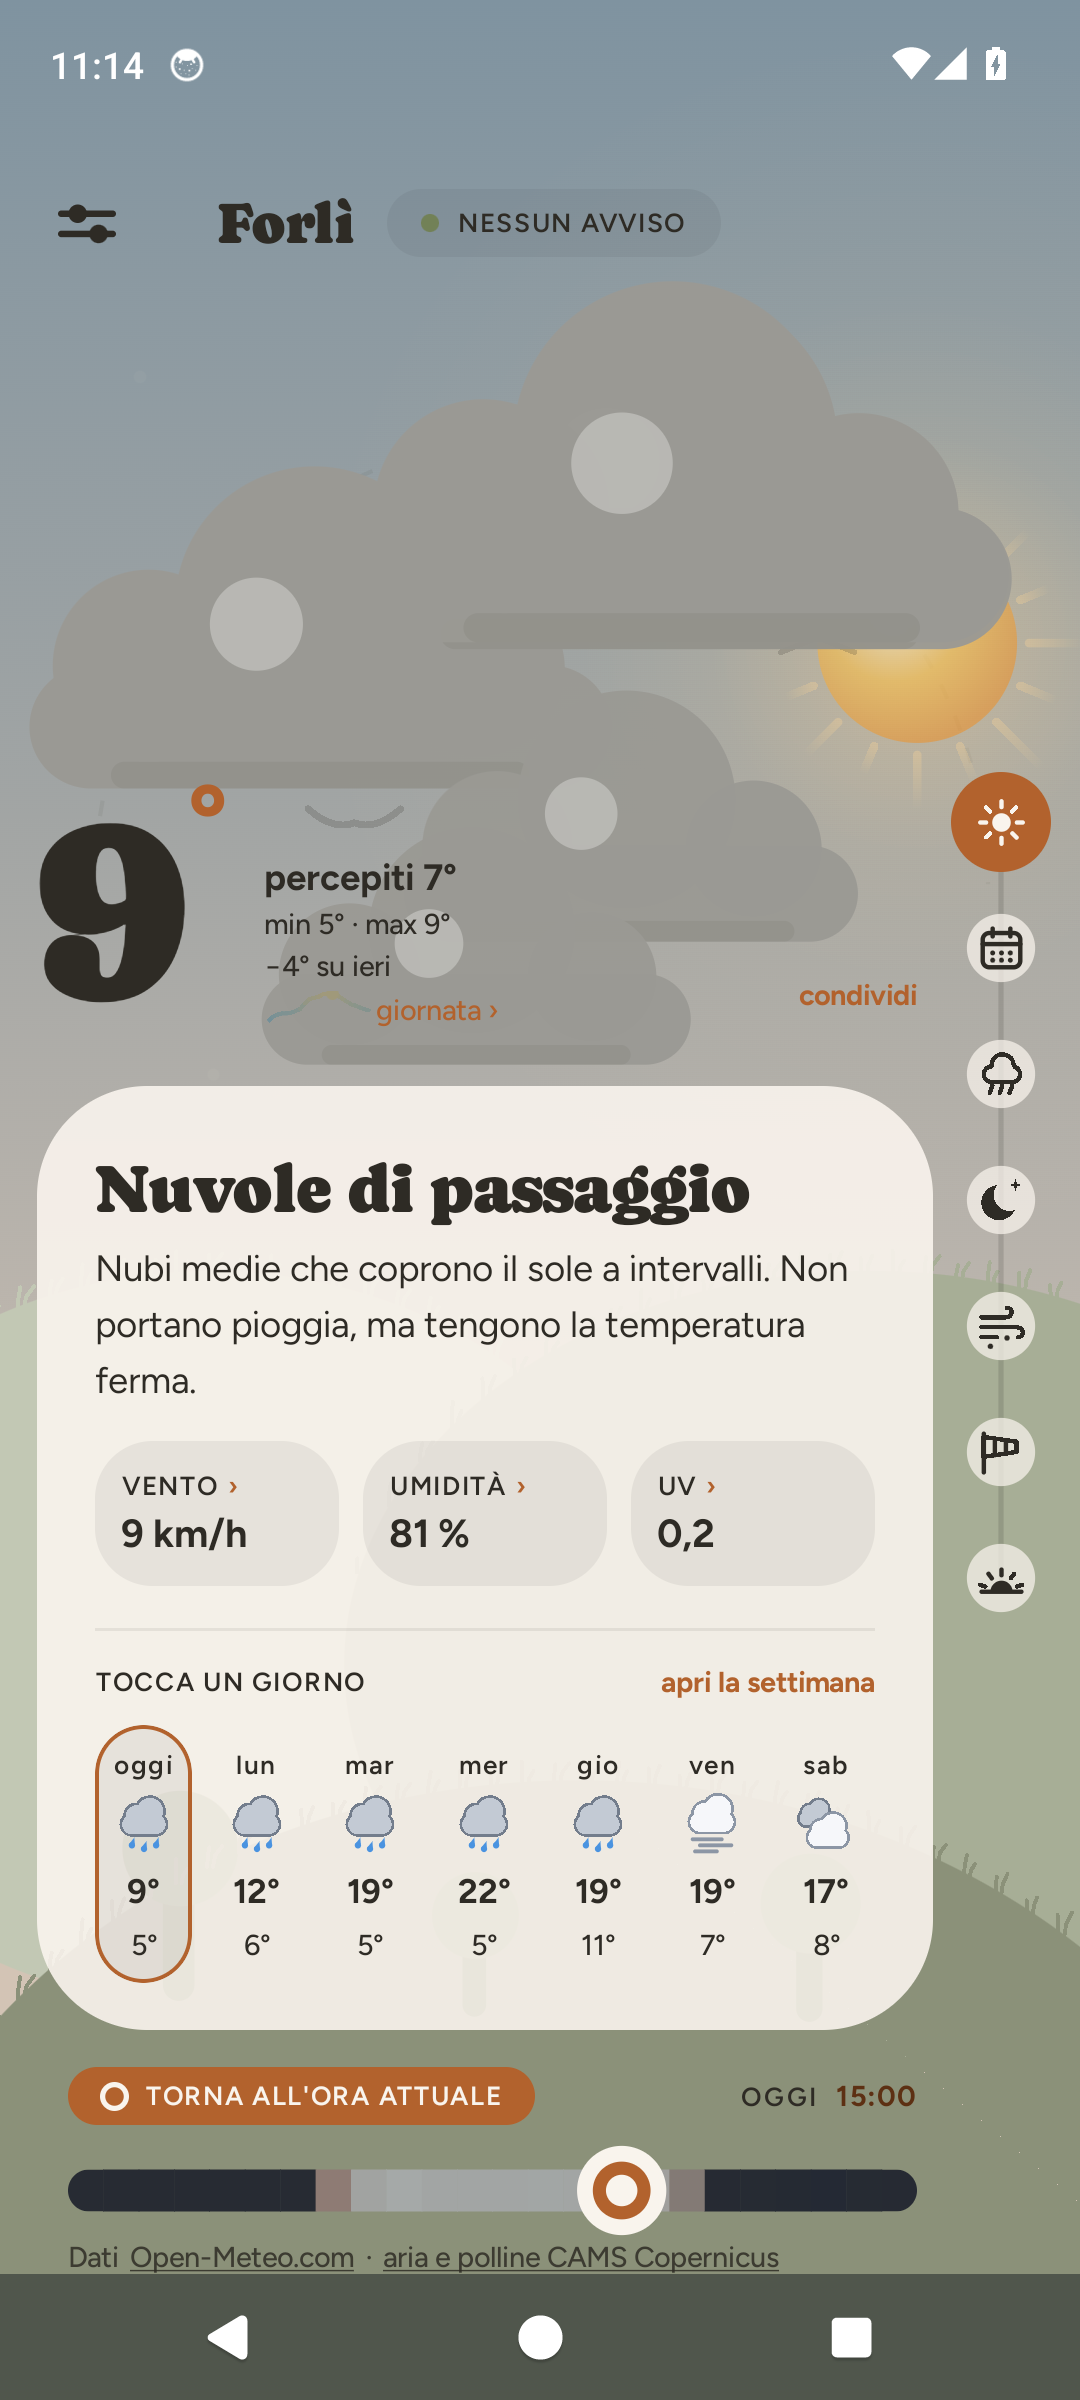 11:14
Forlì
NESSUN AVVISO
9°
percepiti 7°
min 5° · max 9°
−4° su ieri
giornata ›
condividi
Nuvole di passaggio
Nubi medie che coprono il sole a intervalli. Non
portano pioggia, ma tengono la temperatura
ferma.
VENTO › UMIDITÀ › UV ›
9 km/h 81 % 0,2
TOCCA UN GIORNO apri la settimana
oggi lun mar mer gio ven sab
9° 12° 19° 22° 19° 19° 17°
5° 6° 5° 5° 11° 7° 8°
TORNA ALL'ORA ATTUALE OGGI 15:00
Dati Open-Meteo.com · aria e polline CAMS Copernicus